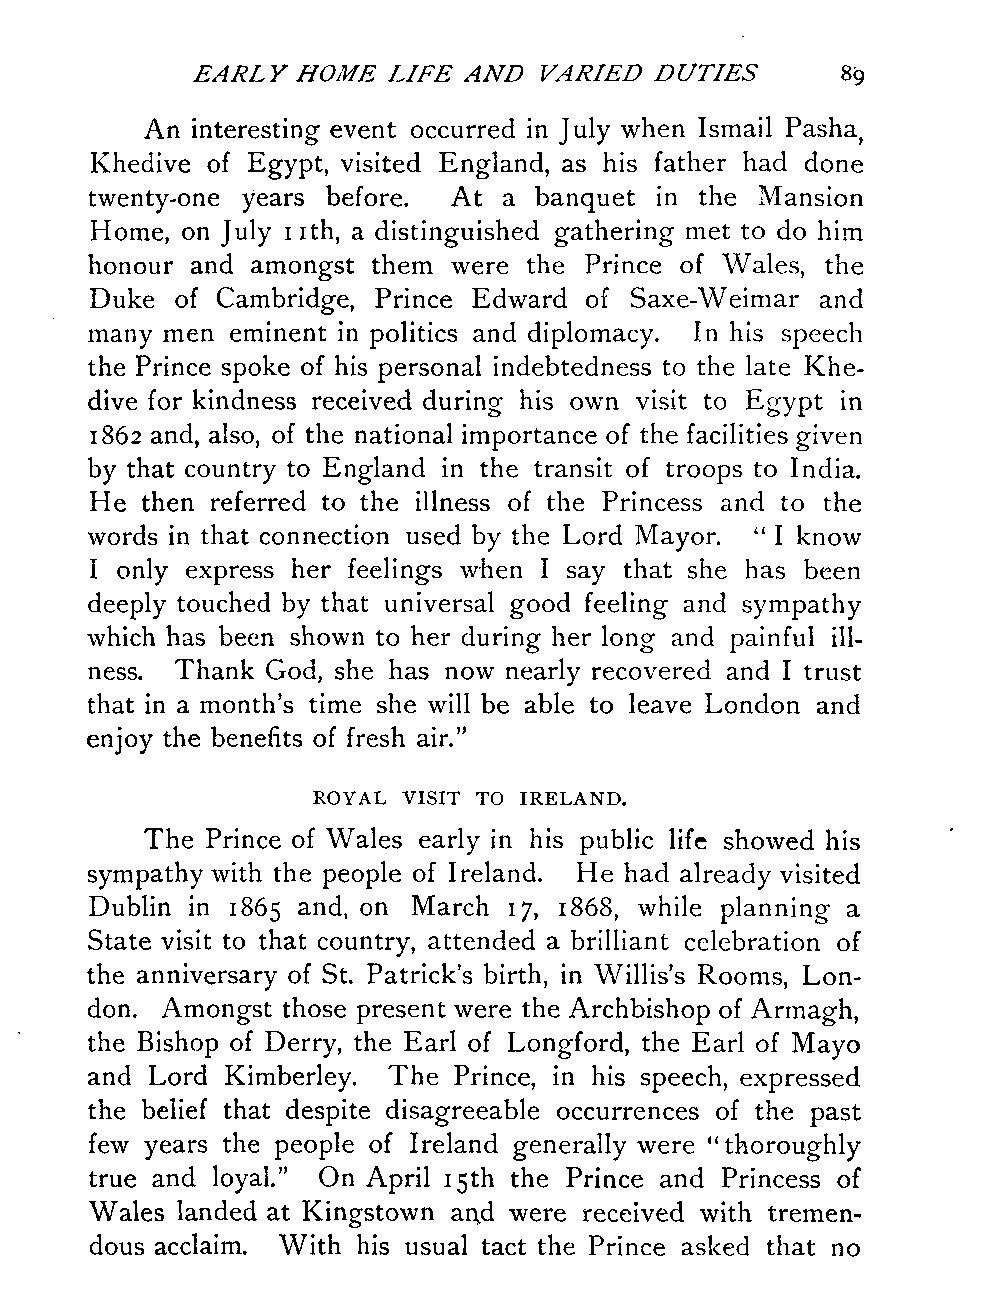 EARLY HOME LIFE AND VARIED DUTIES 89
An interesting event occurred in July when Ismail Pasha,
Khedive of Egypt, visited England, as his father had done
twenty-one years before. At a banquet in the Mansion
Home, on July 11th, a distinguished gathering met to do him
honour and amongst them were the Prince of Wales, the
Duke of Cambridge, Prince Edward of Saxe-Weimar and
many men eminent in politics and diplomacy. In his speech
the Prince spoke of his personal indebtedness to the late Khe-
dive for kindness received during his own visit to Egypt in
1862 and, also, of the national importance of the facilities given
by that country to England in the transit of troops to India.
He then referred to the illness of the Princess and to the
words in that connection used by the Lord Mayor. “I know
I only express her feelings when I say that she has been
deeply touched by that universal good feeling and sympathy
which has been shown to her during her long and painful ill-
ness. Thank God, she has now nearly recovered and I trust
that in a month's time she will be able to leave London and
enjoy the benefits of fresh air.”
ROYAL VISIT TO IRELAND.
The Prince of Wales early in his public life showed his
sympathy with the people of Ireland. He had already visited
Dublin in 1865 and, on March 17, 1868, while planning a
State visit to that country, attended a brilliant celebration of
the anniversary of St. Patrick's birth, in Willis's Rooms, Lon-
don. Amongst those present were the Archbishop of Armagh,
the Bishop of Derry, the Earl of Longford, the Earl of Mayo
and Lord Kimberley. The Prince, in his speech, expressed
the belief that despite disagreeable occurrences of the past
few years the people of Ireland generally were “thoroughly
true and loyal.” On April 15th the Prince and Princess of
Wales landed at Kingstown and were received with tremen-
dous acclaim. With his usual tact the Prince asked that no